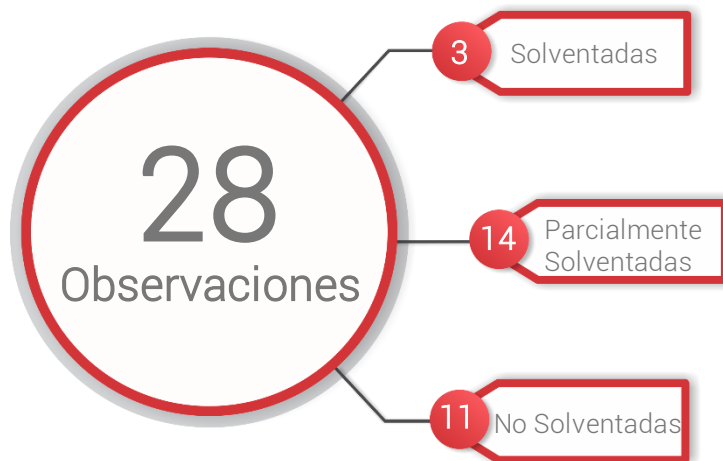 28
Observaciones
3
Solventadas
14
Parcialmente
Solventadas
11
No Solventadas